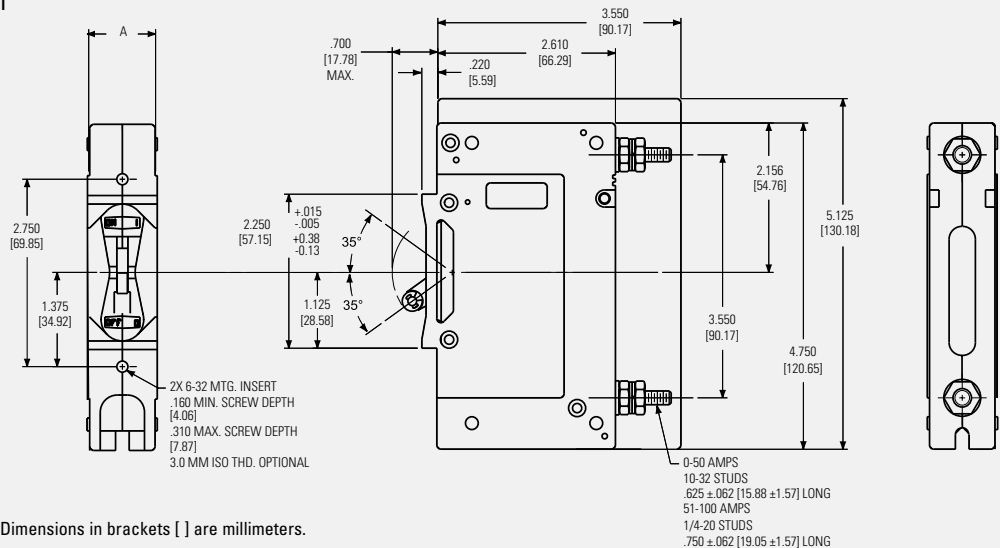 A
.700
[17.78]
MAX.
3.550
[90.17]
2.610
[66.29]
.220
[5.59]
2.750
[69.85]
1.375
[34.92]
ON I
OFF O
2.250
[57.15]
+.015
-.005
+0.38
-0.13
35°
35°
1.125
[28.58]
2.156
[54.76]
5.125
[130.18]
3.550
[90.17]
4.750
[120.65]
2X 6-32 MTG. INSERT
.160 MIN. SCREW DEPTH
[4.06]
.310 MAX. SCREW DEPTH
[7.87]
3.0 MM ISO THD. OPTIONAL
0-50 AMPS
10-32 STUDS
.625 ±.062 [15.88 ±1.57] LONG
51-100 AMPS
1/4-20 STUDS
.750 ±.062 [19.05 ±1.57] LONG
Dimensions in brackets [ ] are millimeters.